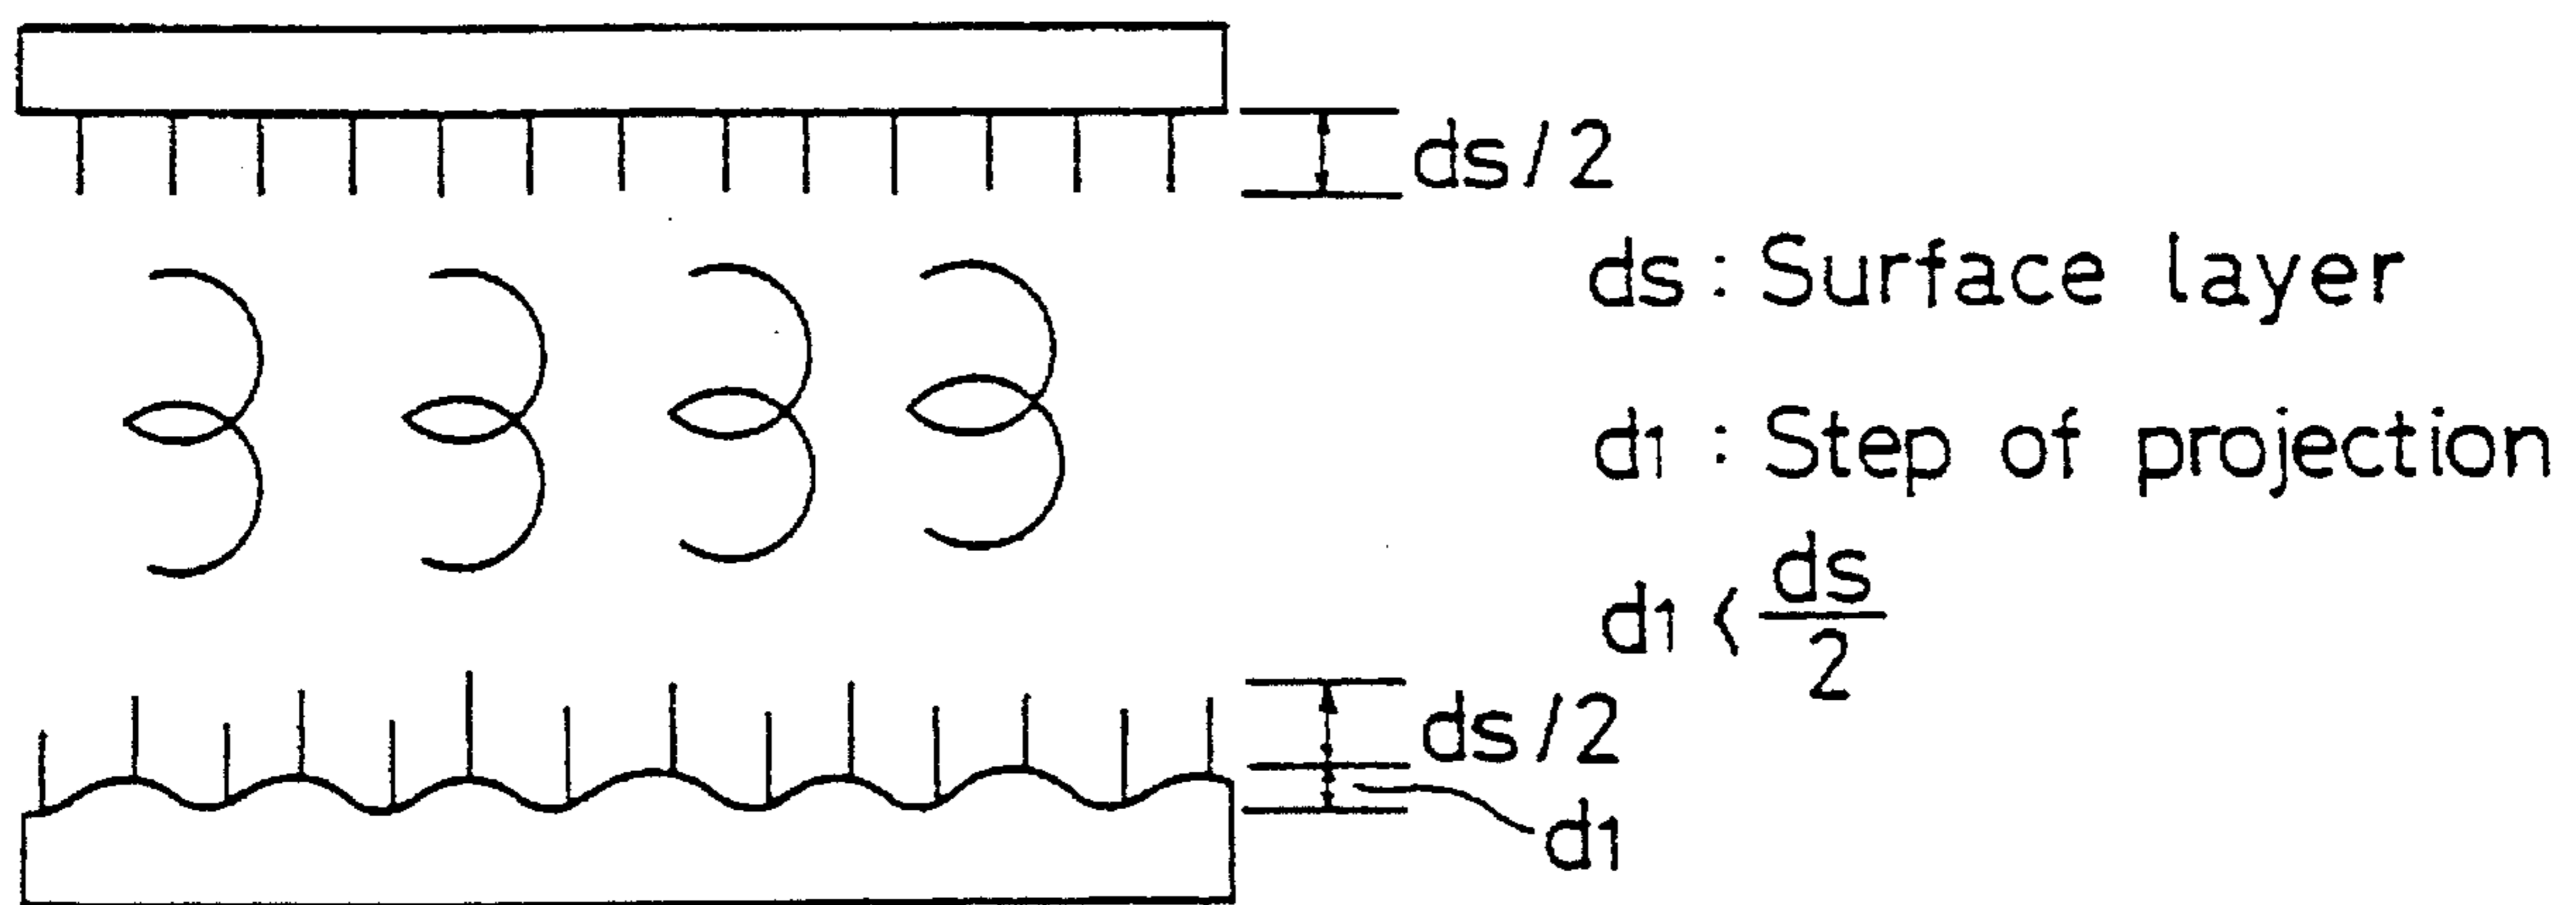 ds/2
ds : Surface layer
d1 : Step of projection
d1 < ds/2
ds/2
d1